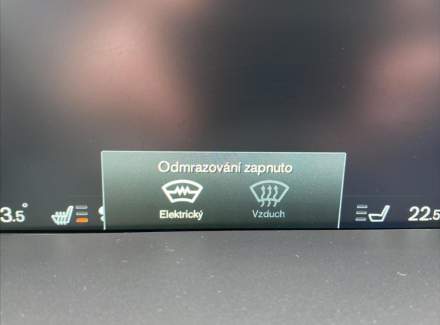 Odmrazování zapnuto
3.5° 22.5
Elektrický Vzduch